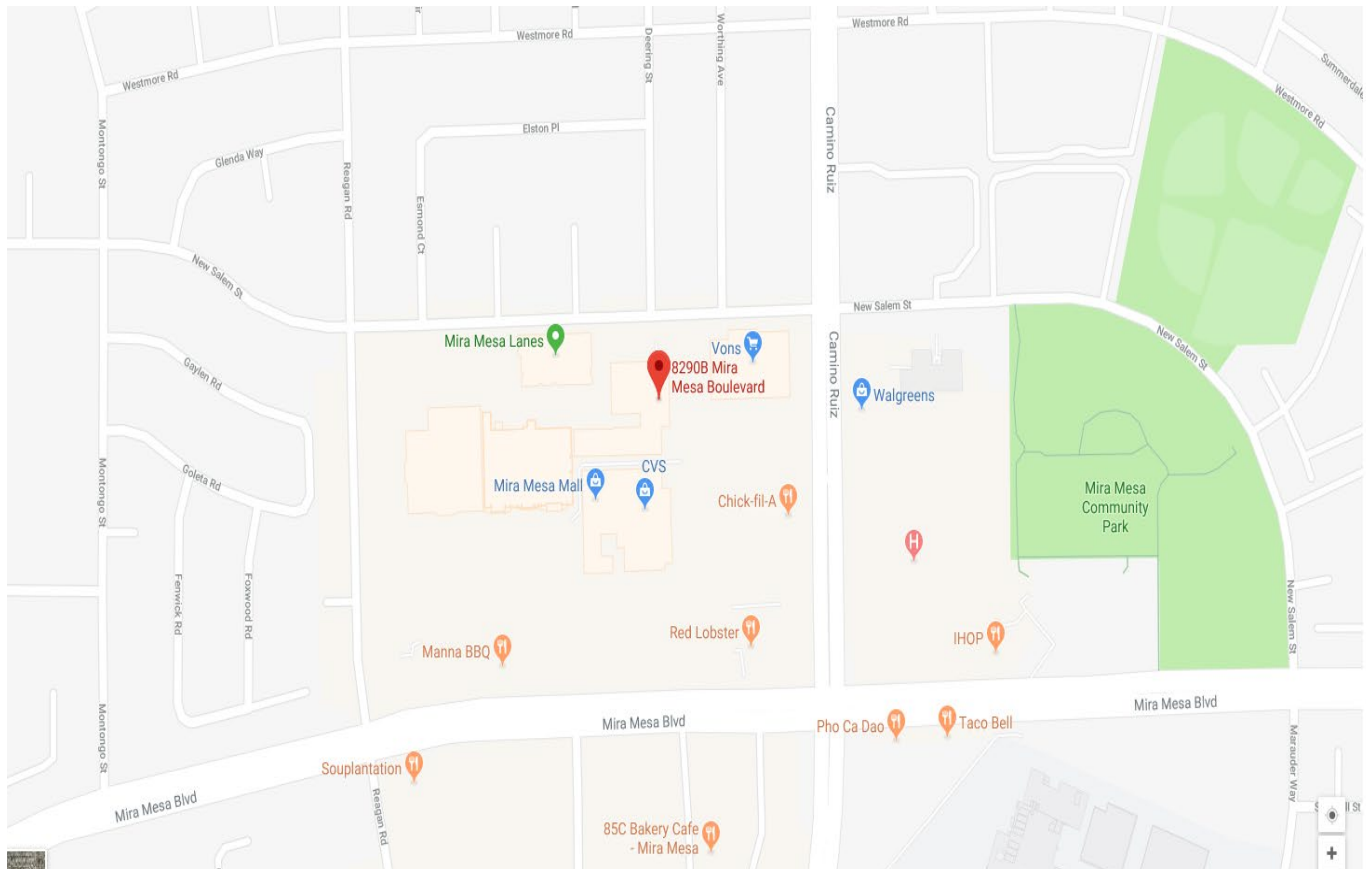 Westmore Rd
Westmore Rd
Westmore Rd
Deering St
Worthing Ave
Summerdale
Westmore Rd
Montongo St
Glenda Way
Elston Pl
Reagan Rd
Esmond Ct
Camino Ruiz
New Salem St
New Salem St
New Salem St
Mira Mesa Lanes
Vons
8290B Mira
Mesa Boulevard
Camino Ruiz
Walgreens
Gaylen Rd
Goleta Rd
Montongo St
CVS
Mira Mesa Mall
Chick-fil-A
Mira Mesa
Community
Park
H
Fenwick Rd
Foxwood Rd
New Salem St
Manna BBQ
Red Lobster
IHOP
Montongo St
Mira Mesa Blvd
Mira Mesa Blvd
Pho Ca Dao
Taco Bell
Souplantation
Marauder Way
Mira Mesa Blvd
Reagan Rd
85C Bakery Cafe
- Mira Mesa
+